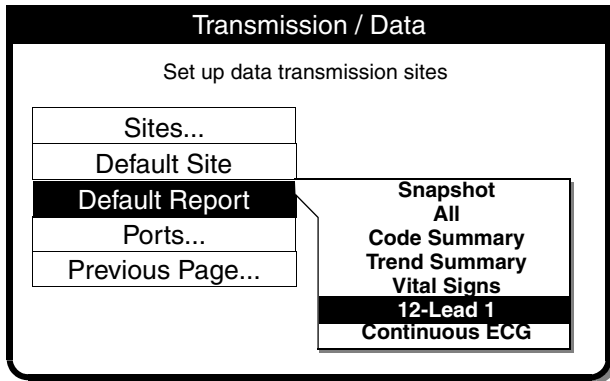 Transmission / Data
Set up data transmission sites
Sites...
Default Site
Default Report
Ports...
Previous Page...
Snapshot
All
Code Summary
Trend Summary
Vital Signs
12-Lead 1
Continuous ECG